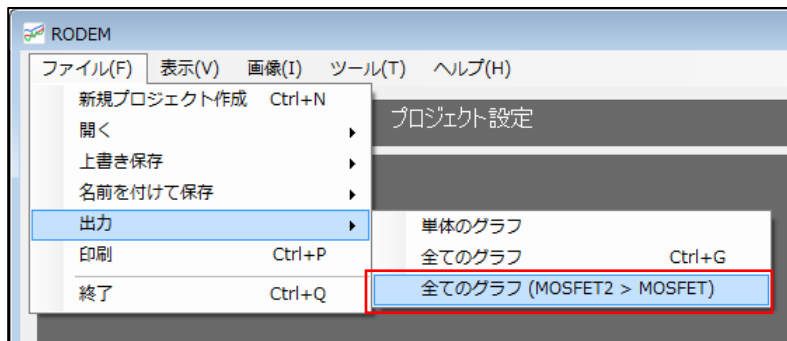 RODEM
ファイル(F) 表示(V) 画像(I) ツール(T) ヘルプ(H)
新規プロジェクト作成 Ctrl+N
開く
上書き保存
名前を付けて保存
出力
印刷 Ctrl+P
終了 Ctrl+Q
プロジェクト設定
単体のグラフ
全てのグラフ Ctrl+G
全てのグラフ (MOSFET2 > MOSFET)